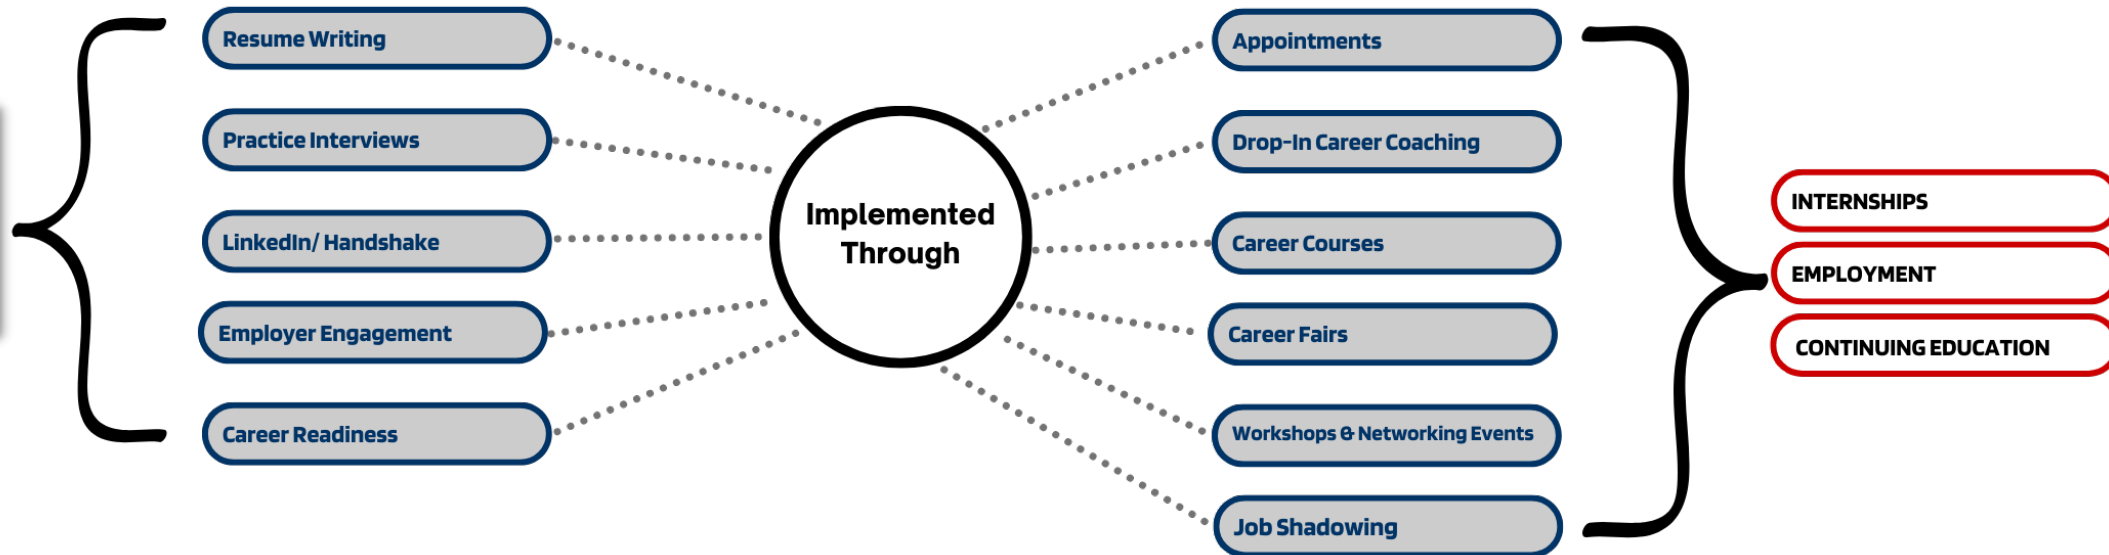 Resume Writing
Practice Interviews
LinkedIn/ Handshake
Employer Engagement
Career Readiness
Implemented
Through
Appointments
Drop-In Career Coaching
Career Courses
Career Fairs
Workshops & Networking Events
Job Shadowing
INTERNSHIPS
EMPLOYMENT
CONTINUING EDUCATION